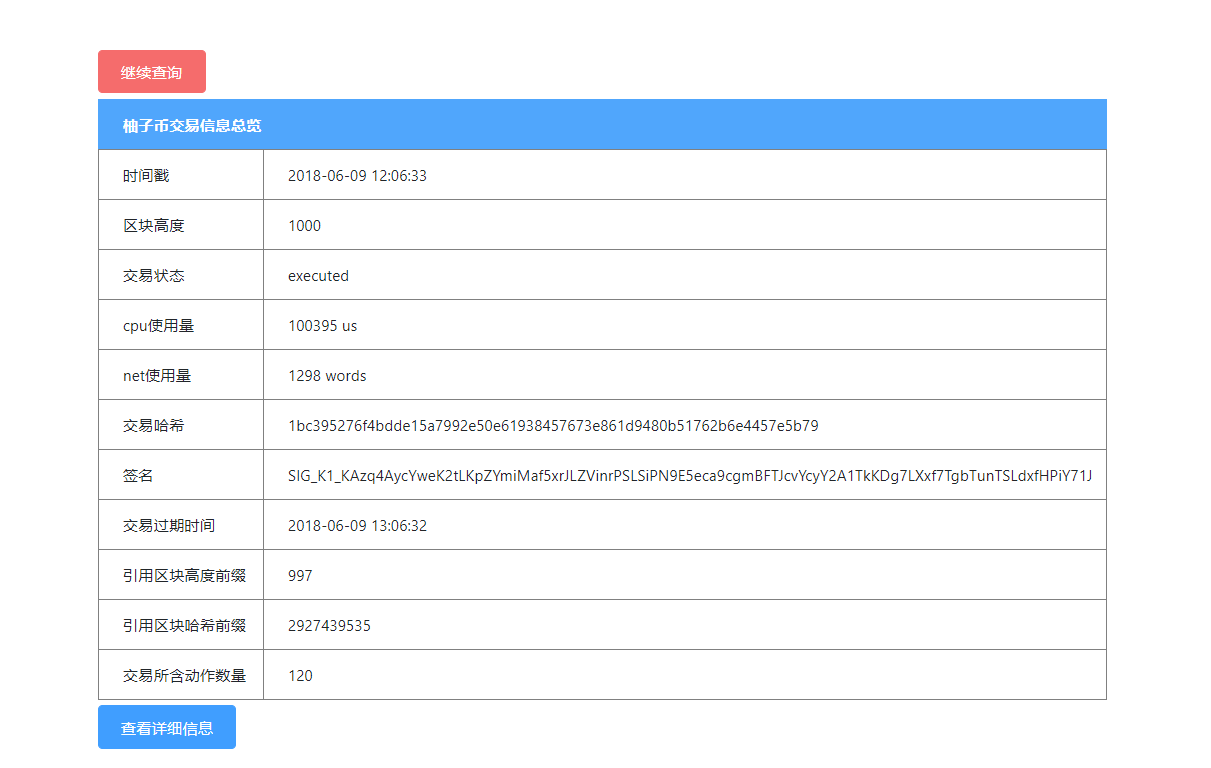 继续查询
柚子币交易信息总览
时间戳 2018-06-09 12:06:33
区块高度 1000
交易状态 executed
cpu使用量 100395 us
net使用量 1298 words
交易哈希 1bc395276f4bdde15a7992e50e61938457673e861d9480b51762b6e4457e5b79
签名 SIG_K1_KAzq4AycYweK2tLKpZYmiMaf5xrJLZVinrPSLSiPN9E5eca9cgmBFTJcvYcyY2A1TkKDg7LXxf7TgbTunTSLdxfHPiY71J
交易过期时间 2018-06-09 13:06:32
引用区块高度前缀 997
引用区块哈希前缀 2927439535
交易所含动作数量 120
查看详细信息